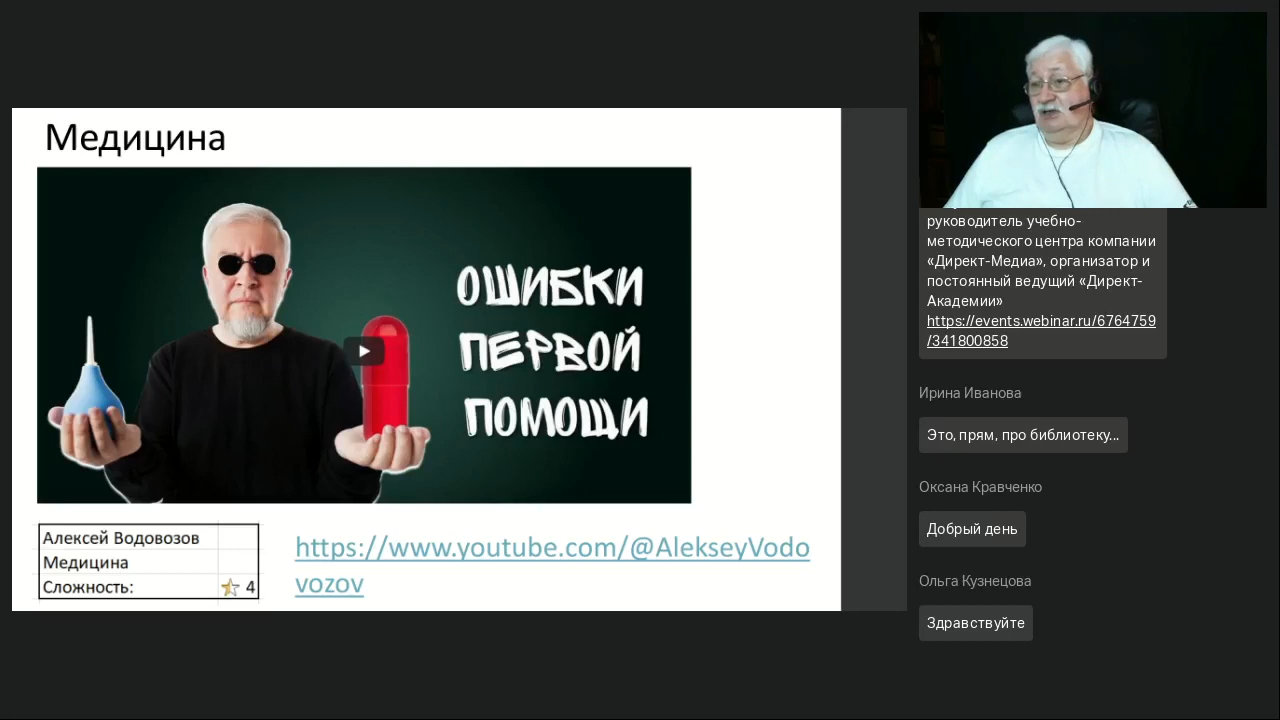 Медицина
ОШИБКИ
ПЕРВОЙ
ПОМОЩИ
Алексей Водовозов
Медицина
Сложность: 4
https://www.youtube.com/@AlekseyVodo
vozov
руководитель учебно-
методического центра компании
«Директ-Медиа», организатор и
постоянный ведущий «Директ-
Академии»
https://events.webinar.ru/6764759
/341800858
Ирина Иванова
Это, прям, про библиотеку...
Оксана Кравченко
Добрый день
Ольга Кузнецова
Здравствуйте